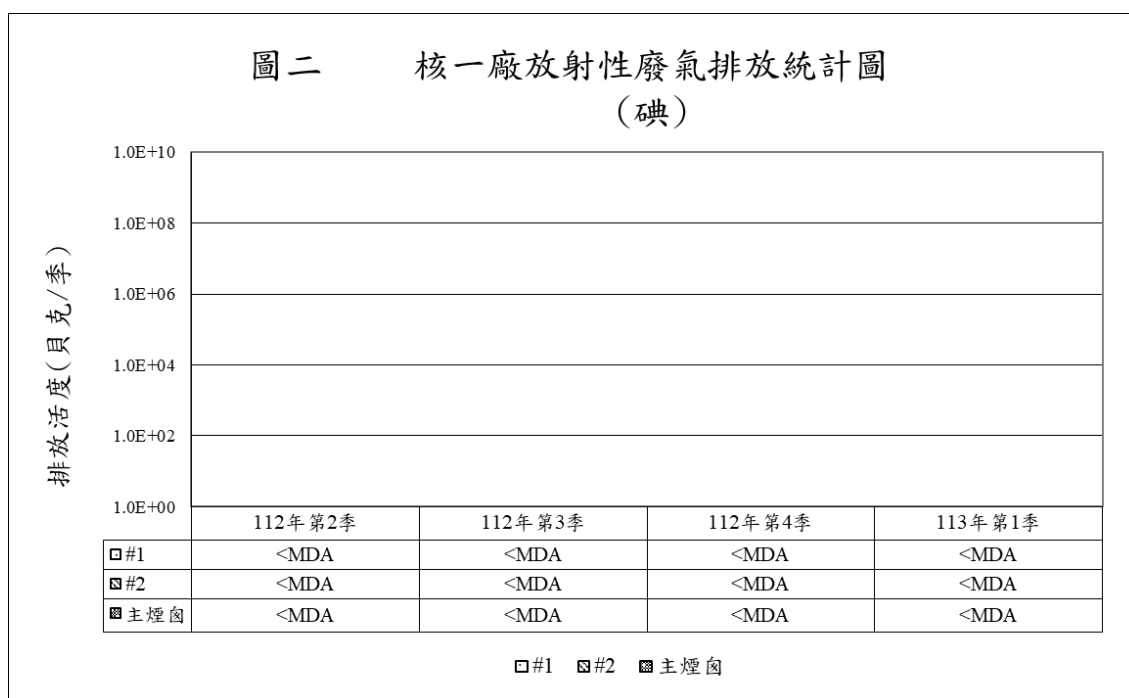 圖二 核一廠放射性廢氣排放統計圖
(碘)
排放活度(貝克/季)
1.0E+10
1.0E+08
1.0E+06
1.0E+04
1.0E+02
1.0E+00
112年第2季 112年第3季 112年第4季 113年第1季
#1 <MDA <MDA <MDA <MDA
#2 <MDA <MDA <MDA <MDA
主煙囪 <MDA <MDA <MDA <MDA
#1 #2 主煙囪